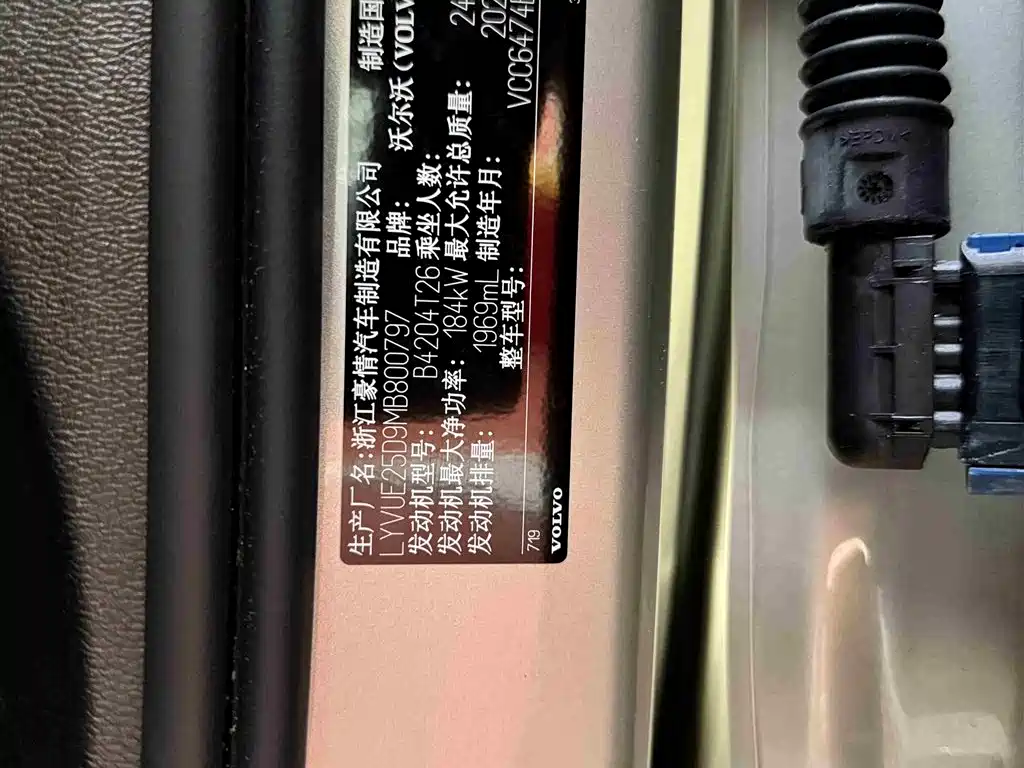 生产厂名:浙江豪情汽车制造有限公司 制造国
LYVUE25D9MB800797 品牌: 沃尔沃(VOLV
发动机型号: B4204T26 乘坐人数:
发动机最大净功率: 184kW 最大允许总质量: 24
发动机排量: 1969mL 制造年月: 202
整车型号: VCC6474
719
VOLVO
>PPE<